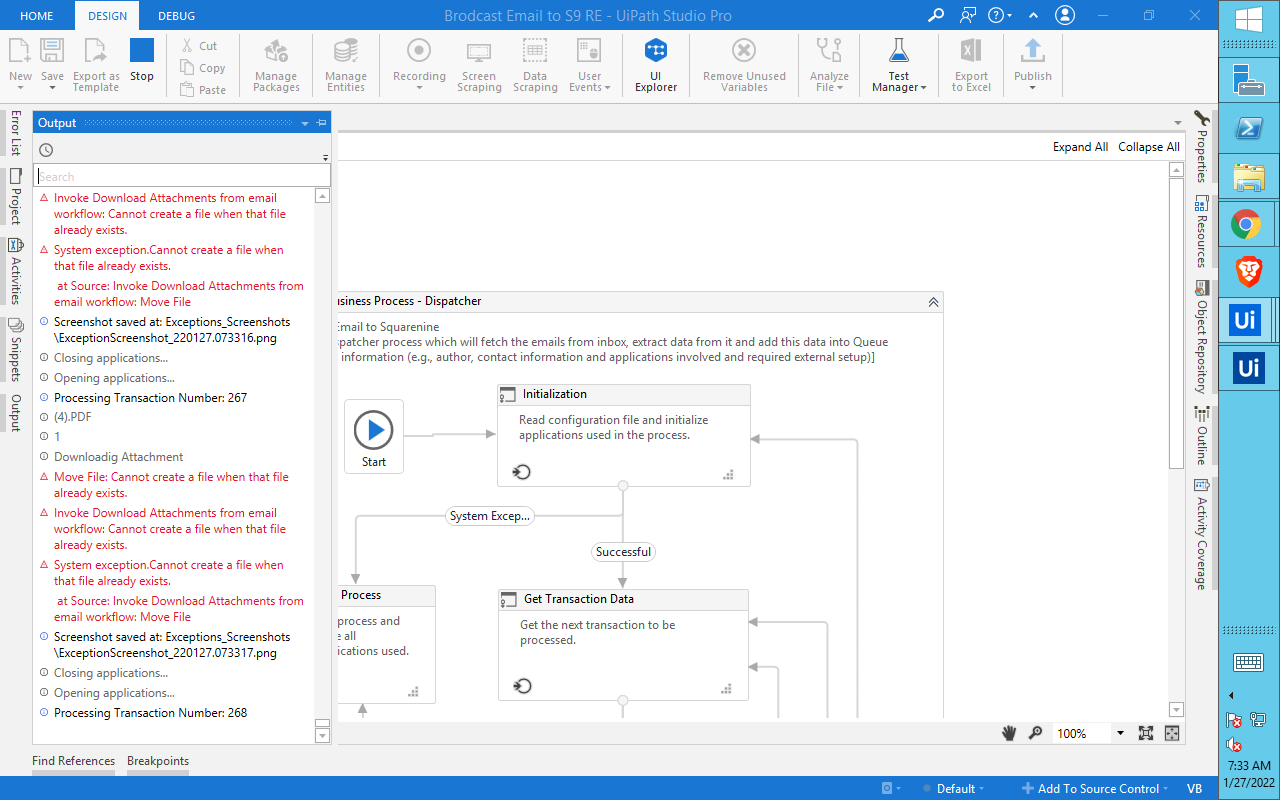 HOME
DESIGN
DEBUG
Brodcast Email to S9 RE - UiPath Studio Pro
New
Save
Export as
Template
Stop
Cut
Copy
Paste
Manage
Packages
Manage
Entities
Recording
Screen
Scraping
Data
Scraping
User
Events
UI
Explorer
Remove Unused
Variables
Analyze
File
Test
Manager
Export
to Excel
Publish
Error List
Project
Activities
Snippets
Output
Output
Search
Invoke Download Attachments from email
workflow: Cannot create a file when that file
already exists.
System exception.Cannot create a file when
that file already exists.
at Source: Invoke Download Attachments from
email workflow: Move File
Screenshot saved at: Exceptions_Screenshots
\ExceptionScreenshot_220127.073316.png
Closing applications...
Opening applications...
Processing Transaction Number: 267
(4).PDF
1
Downloadig Attachment
Move File: Cannot create a file when that file
already exists.
Invoke Download Attachments from email
workflow: Cannot create a file when that file
already exists.
System exception.Cannot create a file when
that file already exists.
at Source: Invoke Download Attachments from
email workflow: Move File
Screenshot saved at: Exceptions_Screenshots
\ExceptionScreenshot_220127.073317.png
Closing applications...
Opening applications...
Processing Transaction Number: 268
Find References
Breakpoints
Expand All
Collapse All
usiness Process - Dispatcher
Email to Squarenine
spatcher process which will fetch the emails from inbox, extract data from it and add this data into Queue
information (e.g., author, contact information and applications involved and required external setup)]
Start
Initialization
Read configuration file and initialize
applications used in the process.
System Excep...
Successful
Process
process and
e all
ications used.
Get Transaction Data
Get the next transaction to be
processed.
100%
Properties
Resources
Object Repository
Outline
Activity Coverage
Default
Add To Source Control
VB
Ui
Ui
7:33 AM
1/27/2022